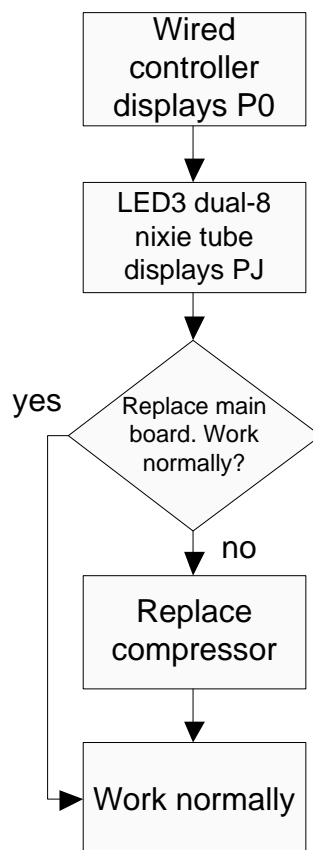 Wired
controller
displays P0
LED3 dual-8
nixie tube
displays PJ
yes
Replace main
board. Work
normally?
no
Replace
compressor
Work normally